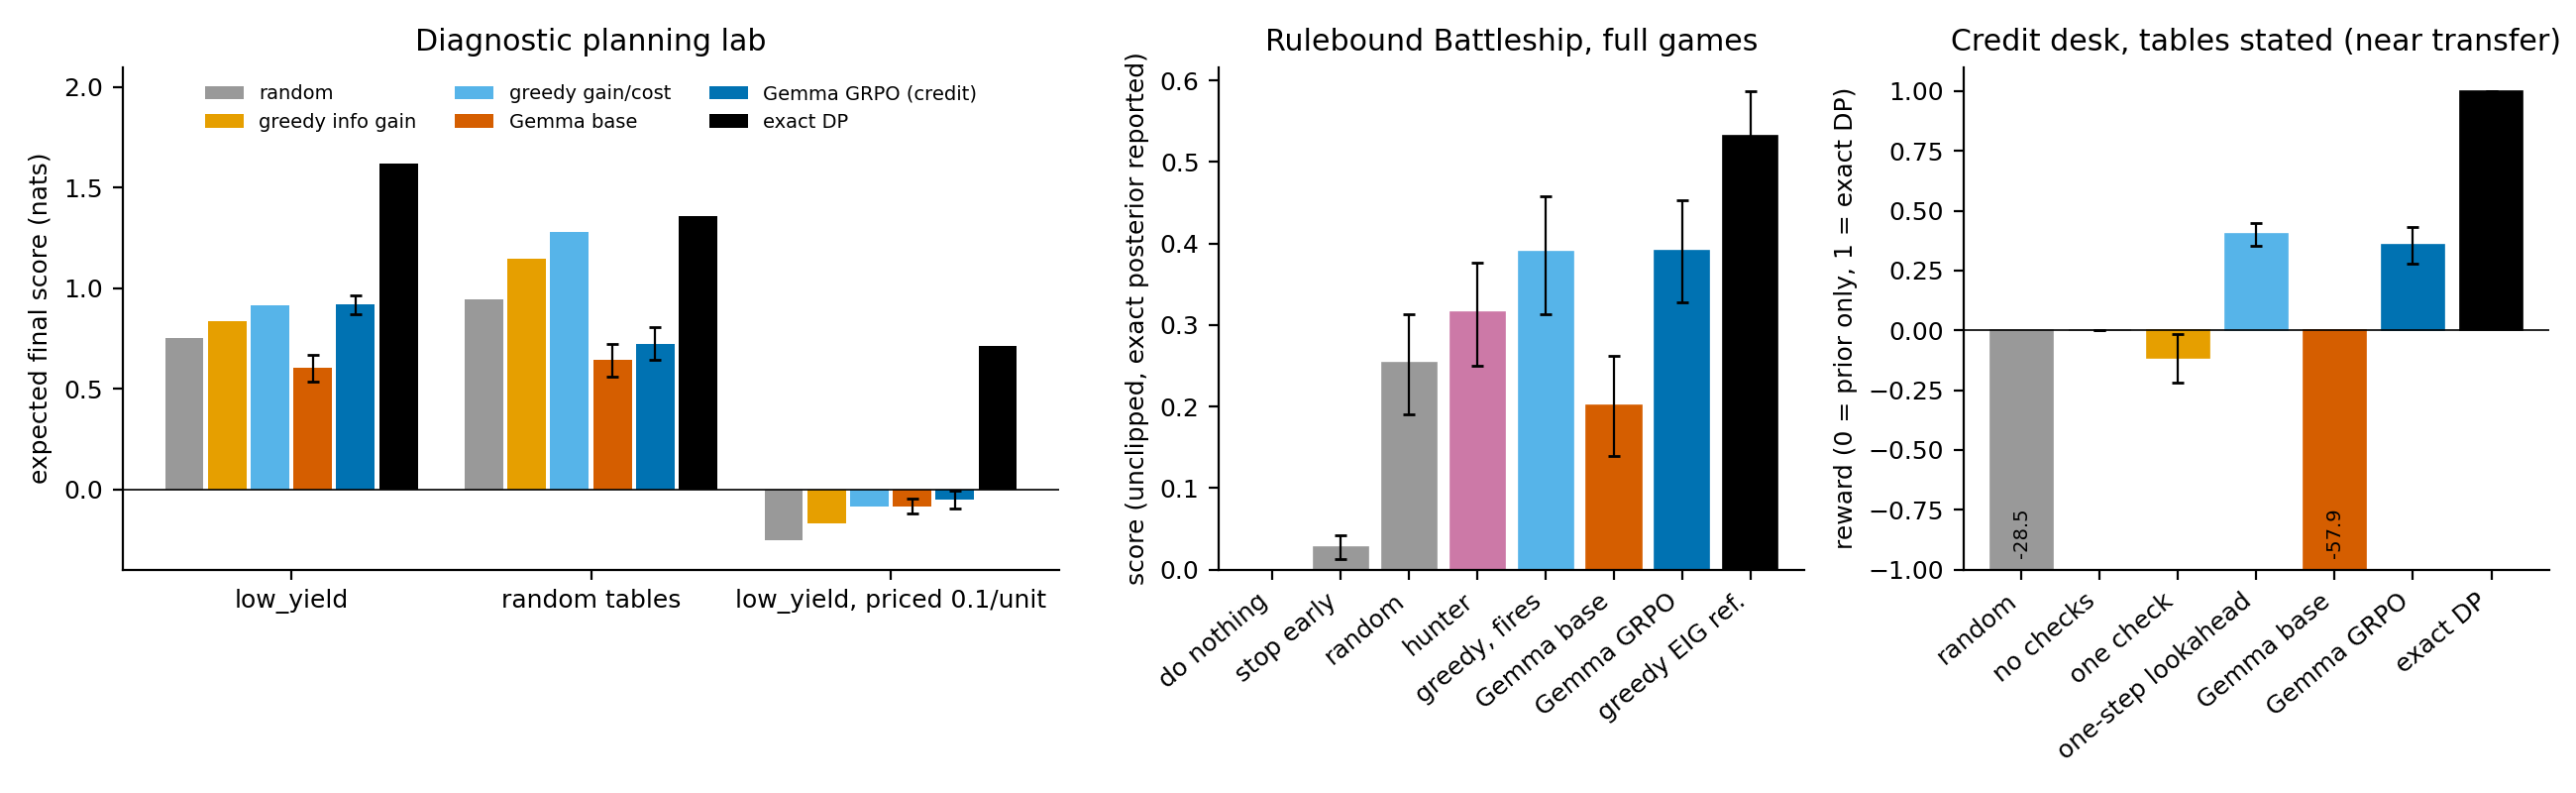 Diagnostic planning lab
expected final score (nats)
2.0
1.5
1.0
0.5
0.0
random
greedy info gain
greedy gain/cost
Gemma base
Gemma GRPO (credit)
exact DP
low_yield
random tables
low_yield, priced 0.1/unit
Rulebound Battleship, full games
score (unclipped, exact posterior reported)
0.6
0.5
0.4
0.3
0.2
0.1
0.0
do nothing
stop early
random
hunter
greedy, fires
Gemma base
Gemma GRPO
greedy EIG ref.
Credit desk, tables stated (near transfer)
reward (0 = prior only, 1 = exact DP)
1.00
0.75
0.50
0.25
0.00
−0.25
−0.50
−0.75
−1.00
-28.5
-57.9
random
no checks
one check
one-step lookahead
Gemma base
Gemma GRPO
exact DP